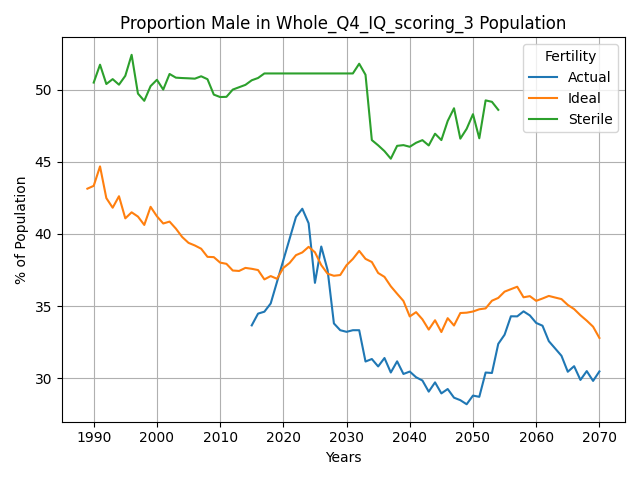 Proportion Male in Whole_Q4_IQ_scoring_3 Population
Fertility
Actual
Ideal
Sterile
% of Population
50
45
40
35
30
1990 2000 2010 2020 2030 2040 2050 2060 2070
Years